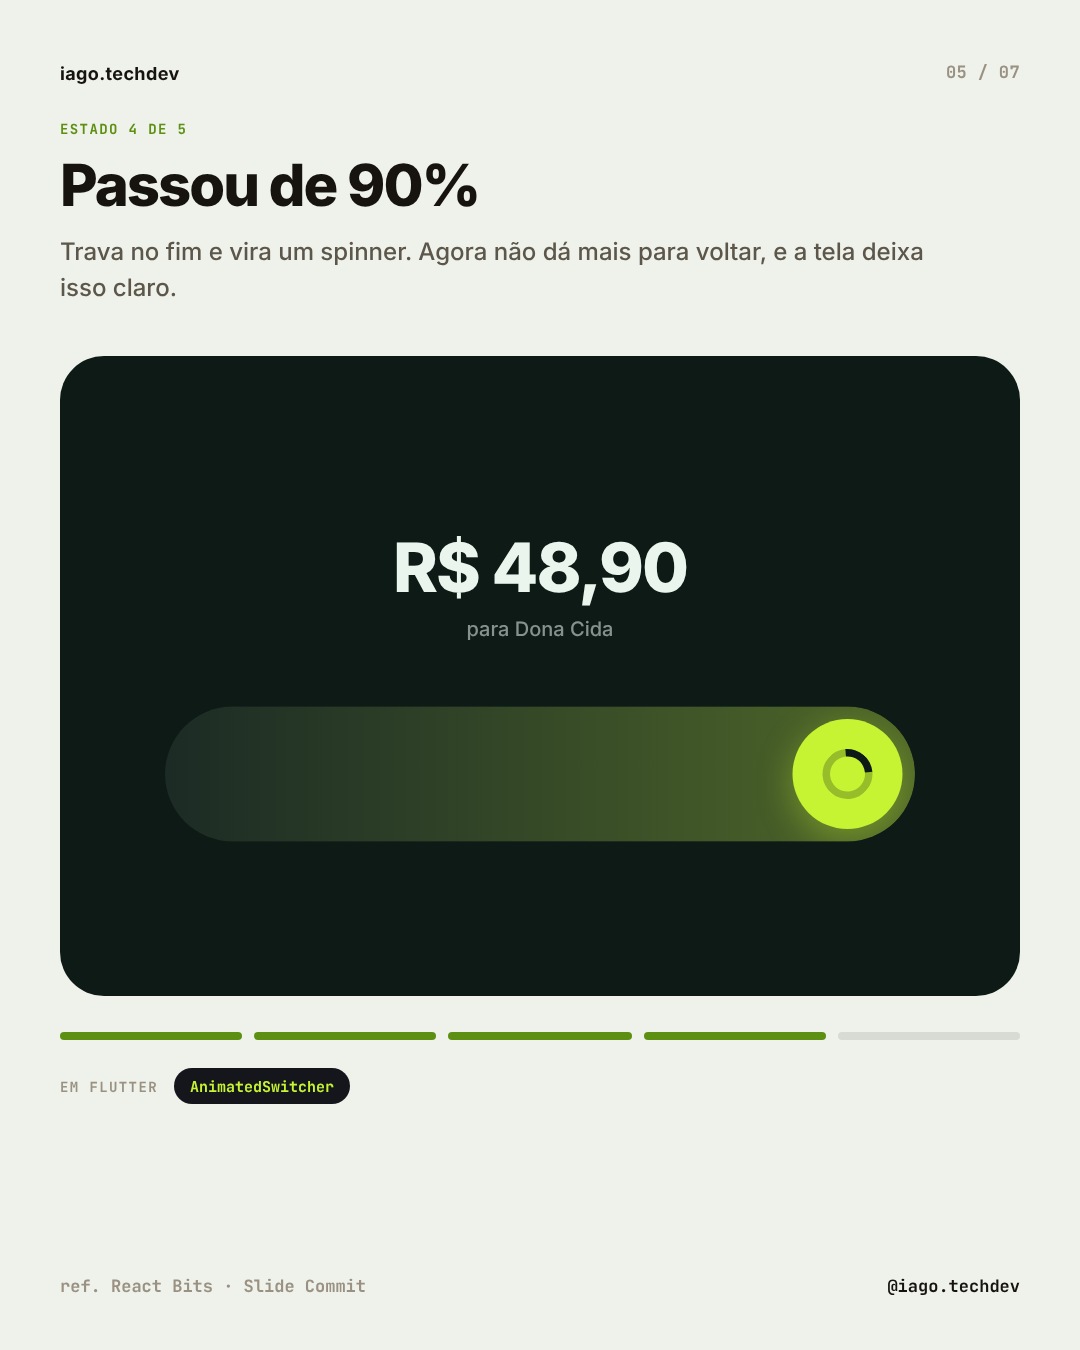 iago.techdev
05 / 07
ESTADO 4 DE 5
Passou de 90%
Trava no fim e vira um spinner. Agora não dá mais para voltar, e a tela deixa
isso claro.
R$ 48,90
para Dona Cida
EM FLUTTER
AnimatedSwitcher
ref. React Bits · Slide Commit
@iago.techdev